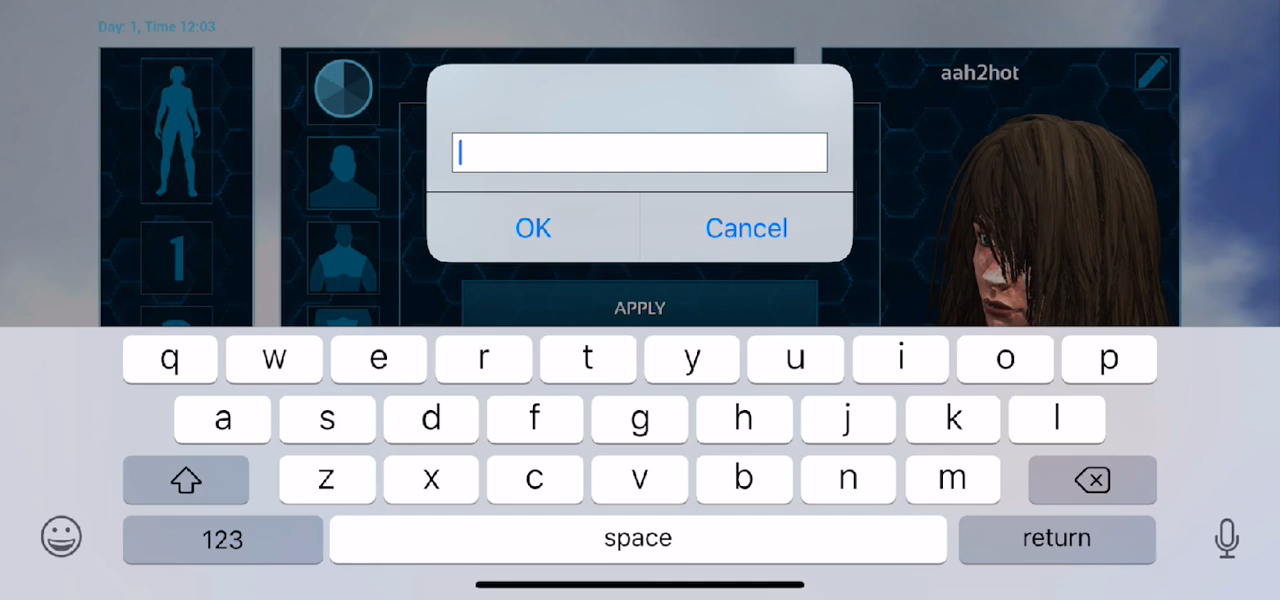 Day: 1, Time 12:03
aah2hot
1
OK Cancel
APPLY
q w e r t y u i o p
a s d f g h j k l
z x c v b n m
123 space return